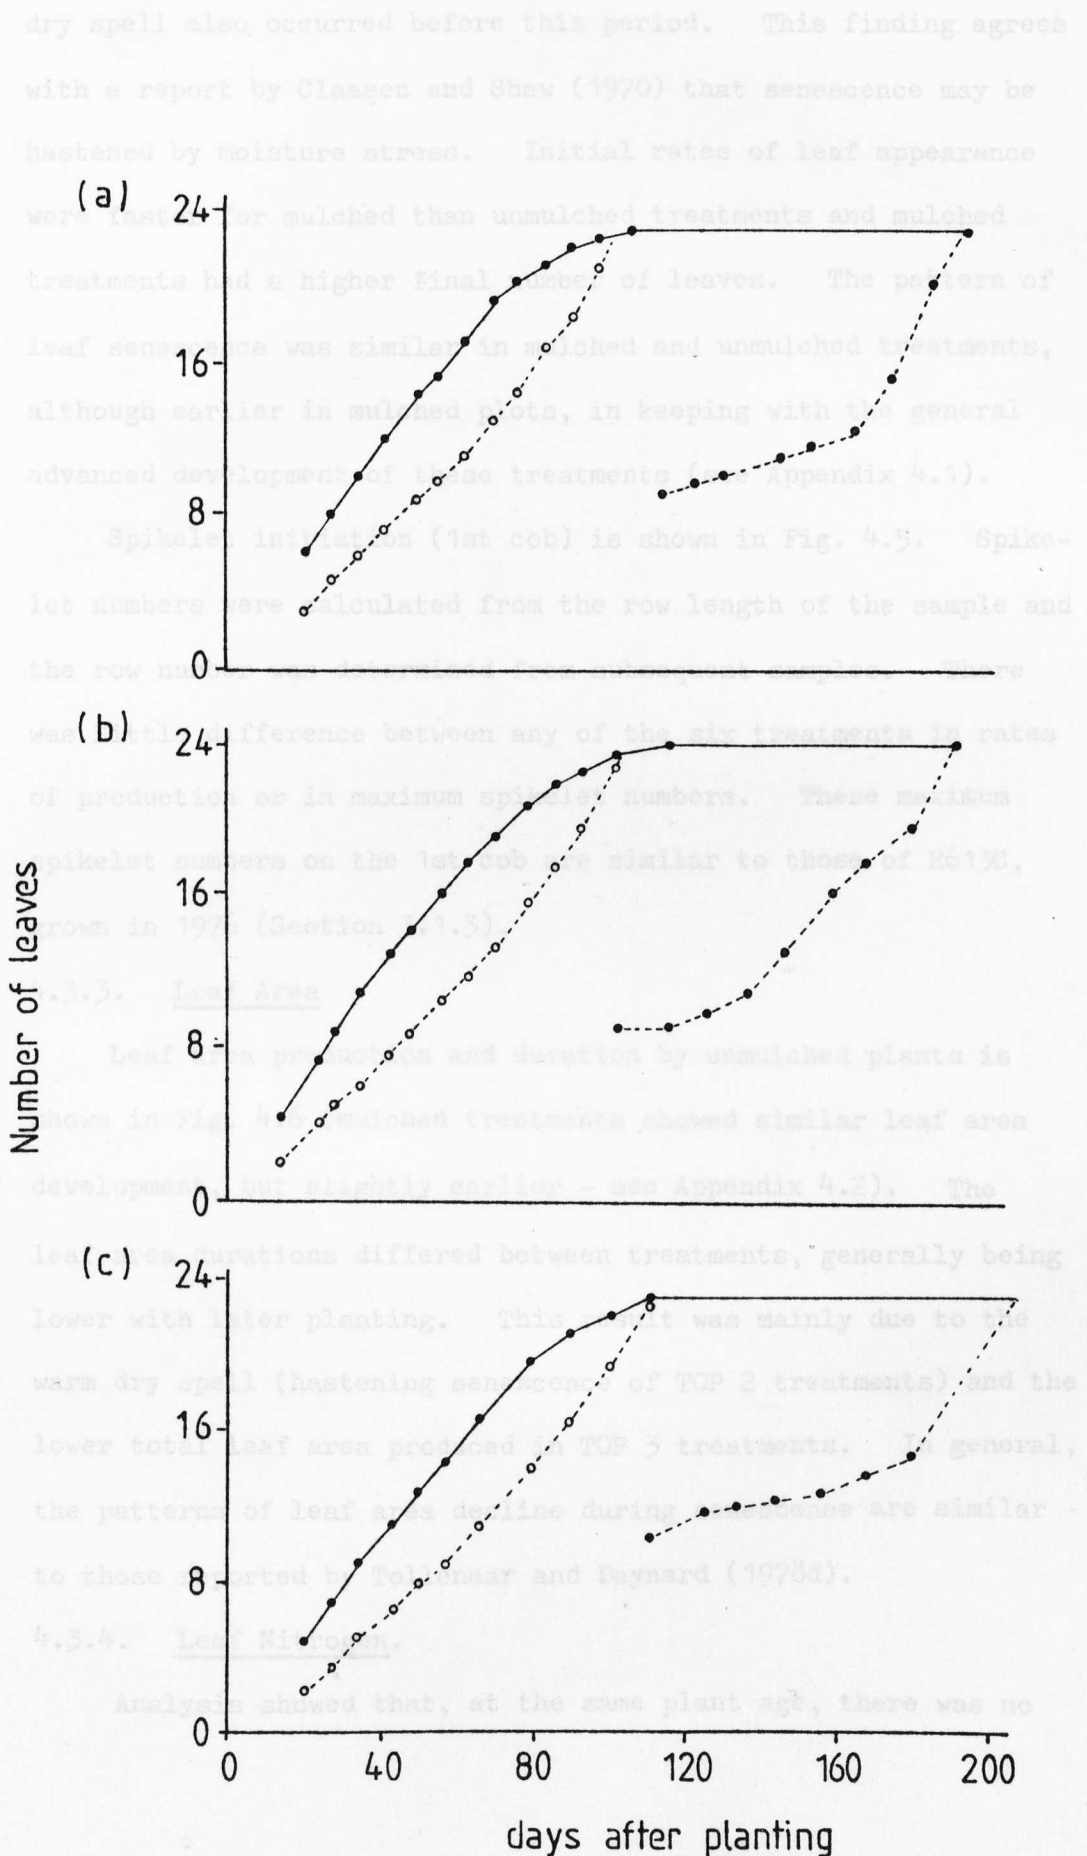 dry spell also occurred before this period. This finding agrees
with a report by Claasen and Shaw (1970) that senescence may be
hastened by moisture stress. Initial rates of leaf appearance
(a)
were faster for mulched than unmulched treatments and mulched
treatments had a higher final number of leaves. The pattern of
leaf senescence was similar in mulched and unmulched treatments,
although earlier in mulched plots, in keeping with the general
advanced development of these treatments (see Appendix 4.1).
Spikelet initiation (1st cob) is shown in Fig. 4.5. Spike-
let numbers were calculated from the row length of the sample and
the row number was determined from subsequent samples. There
(b)
was little difference between any of the six treatments in rates
of production or in maximum spikelet numbers. These maximum
spikelet numbers on the 1st cob are similar to those of H613C,
grown in 1976 (Section 3.1.3).
4.3.3. Leaf Area
Leaf area production and duration by unmulched plants is
shown in Fig. 4.6 (mulched treatments showed similar leaf area
development, but slightly earlier - see Appendix 4.2). The
leaf area durations differed between treatments, generally being
(c)
lower with later planting. This result was mainly due to the
warm dry spell (hastening senescence of TOP 2 treatments) and the
lower total leaf area produced in TOP 3 treatments. In general,
the patterns of leaf area decline during senescence are similar
to those reported by Tollenaar and Daynard (1978d).
4.3.4. Leaf Nitrogen.
Analysis showed that, at the same plant age, there was no
24
16
8
0
24
16
8
0
24
16
8
0
Number of leaves
0 40 80 120 160 200
days after planting